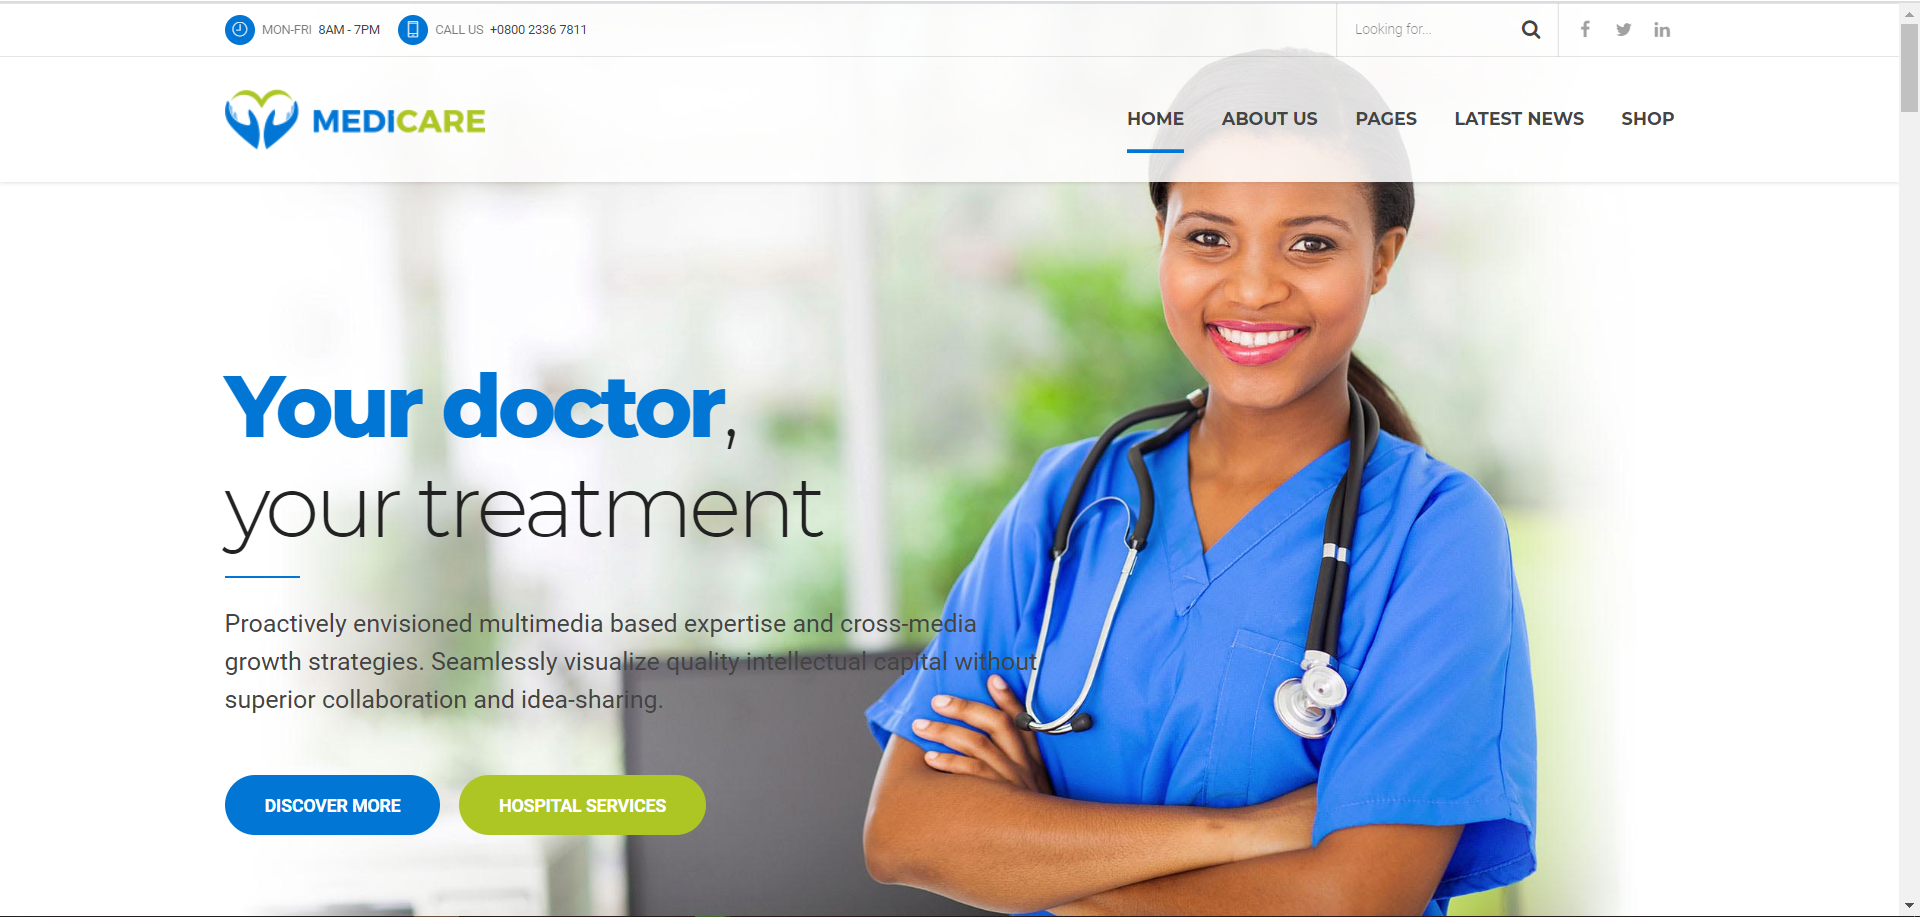 MON-FRI 8AM - 7PM CALL US +0800 2336 7811 Looking for...
MEDICARE HOME ABOUT US PAGES LATEST NEWS SHOP
Your doctor,
your treatment
Proactively envisioned multimedia based expertise and cross-media
growth strategies. Seamlessly visualize quality intellectual capital without
superior collaboration and idea-sharing.
DISCOVER MORE HOSPITAL SERVICES